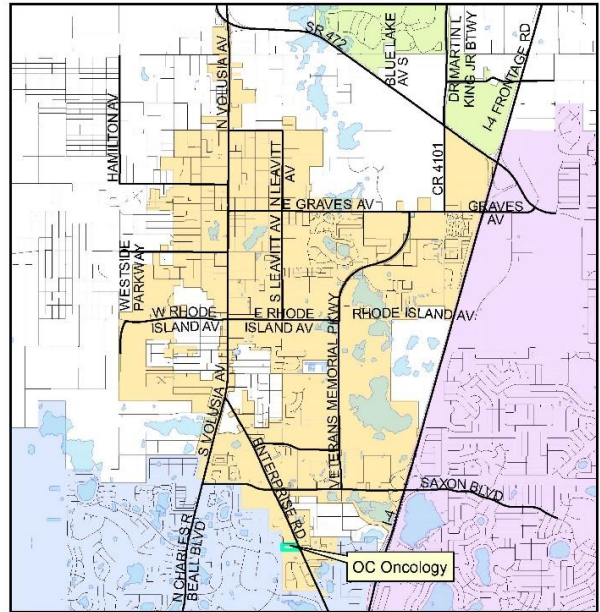 SR 472
BLUE LAKE
AV S
DR MARTIN L
KING JR BTWY
I-4 FRONTAGE RD
N VOLUSIA AV
HAMILTON AV
N LEAVITT
AV
CR 4101
E GRAVES AV
GRAVES
AV
S LEAVITT AV
WESTSIDE
PARKWAY
W RHODE
ISLAND AV
E RHODE
ISLAND AV
RHODE ISLAND AV
VETERANS MEMORIAL PKWY
S VOLUSIA AV
ENTERPRISE RD
SAXON BLVD
I-4
N CHARLES R
BEALL BLVD
OC Oncology